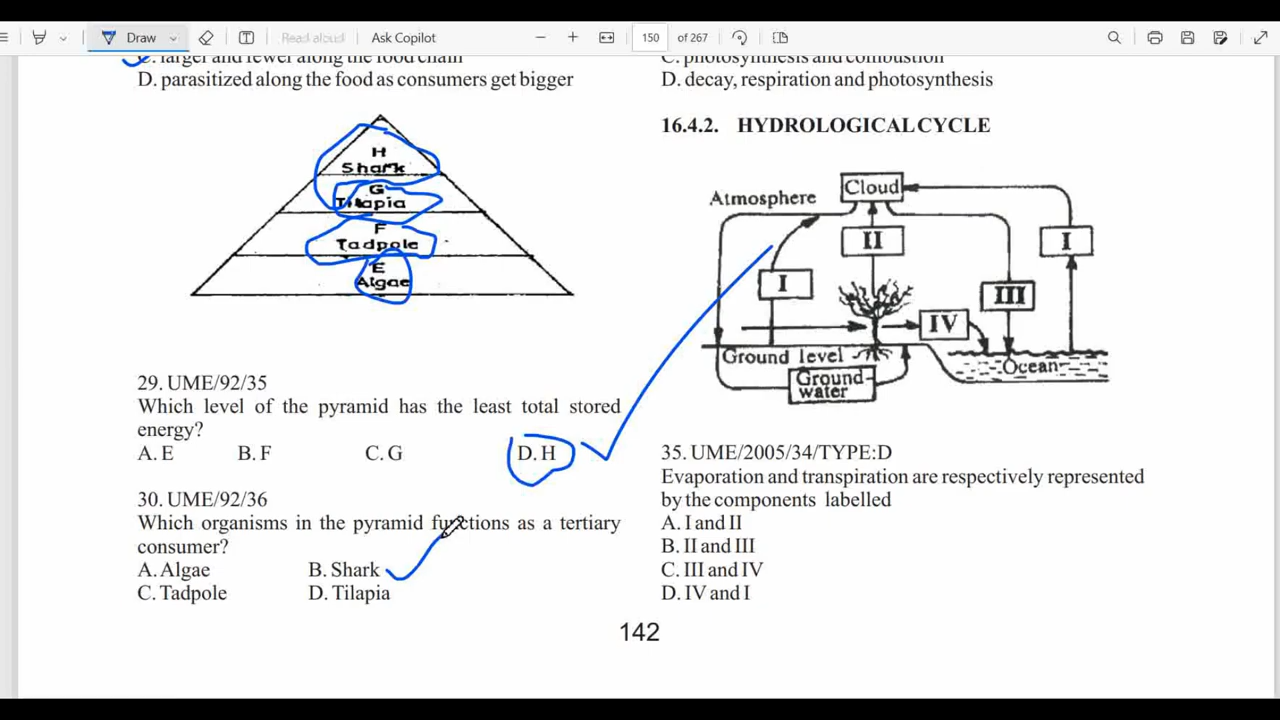 Draw
Read aloud
Ask Copilot
150 of 267
C. larger and fewer along the food chain
D. parasitized along the food as consumers get bigger
H
Shark
G
Tilapia
F
Tadpole
E
Algae
29. UME/92/35
Which level of the pyramid has the least total stored
energy?
A. E B. F C. G D. H
30. UME/92/36
Which organisms in the pyramid functions as a tertiary
consumer?
A. Algae B. Shark
C. Tadpole D. Tilapia
C. photosynthesis and combustion
D. decay, respiration and photosynthesis
16.4.2. HYDROLOGICAL CYCLE
Cloud
Atmosphere
II
I
I
III
IV
Ground level
Ocean
Ground-
water
35. UME/2005/34/TYPE:D
Evaporation and transpiration are respectively represented
by the components labelled
A. I and II
B. II and III
C. III and IV
D. IV and I
142